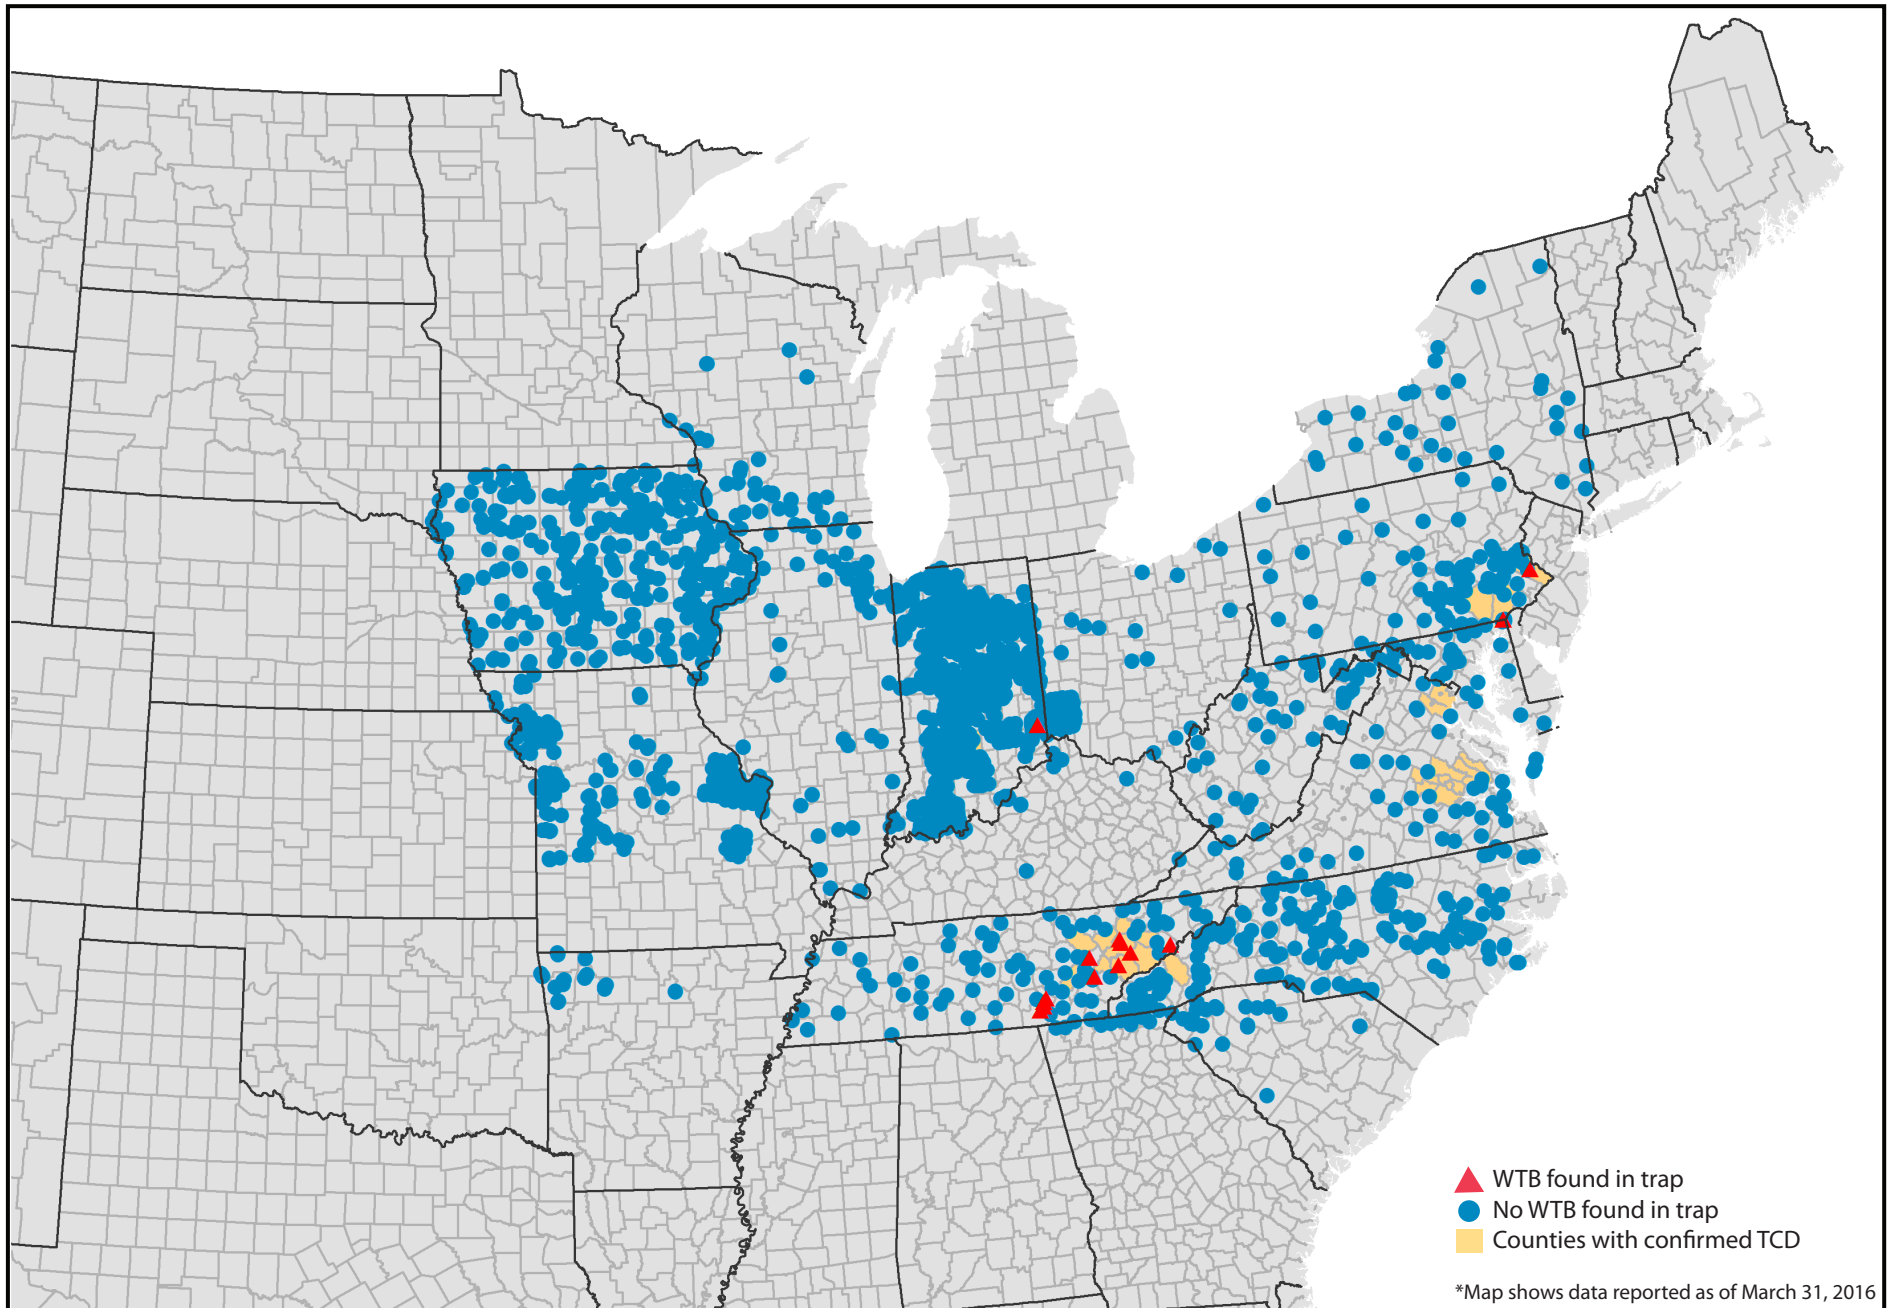 WTB found in trap
No WTB found in trap
Counties with confirmed TCD
*Map shows data reported as of March 31, 2016